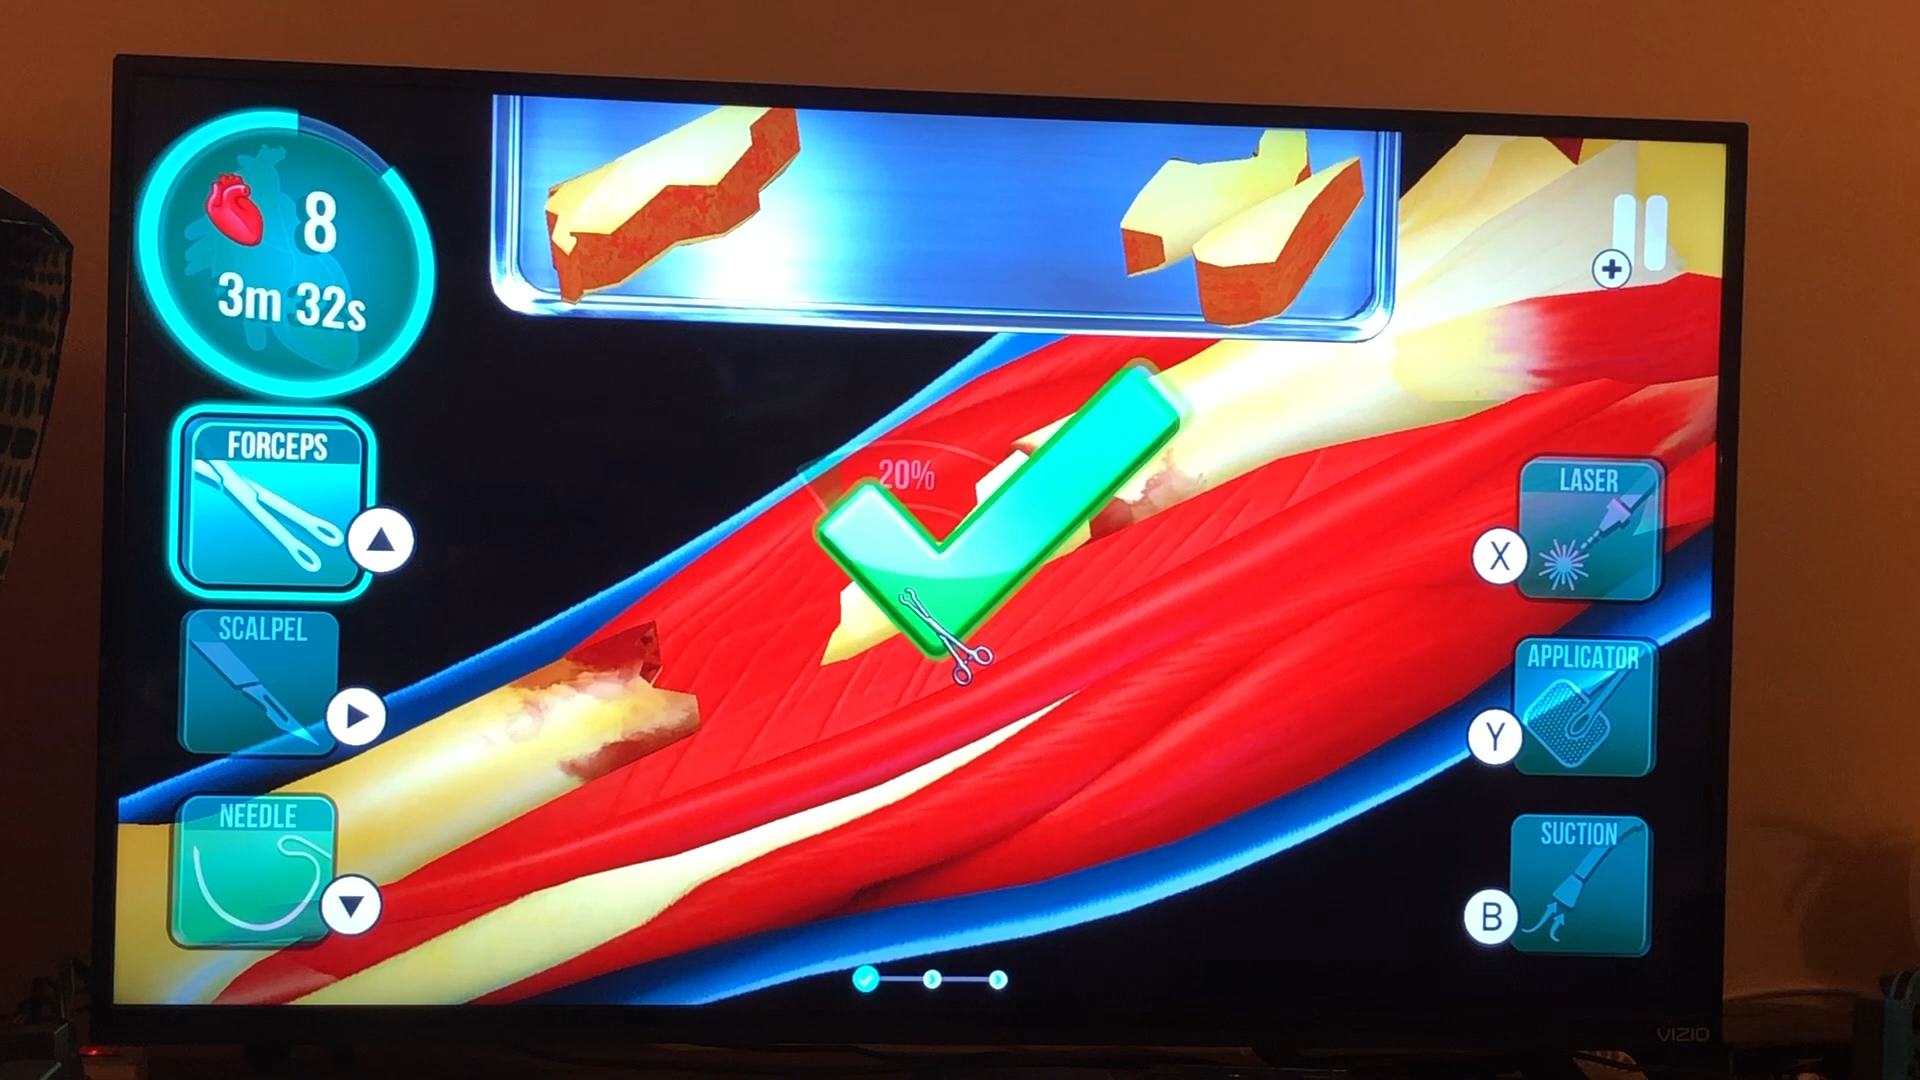 8
3m 32s
FORCEPS
20%
LASER
X
SCALPEL
APPLICATOR
Y
NEEDLE
SUCTION
B
VIZIO